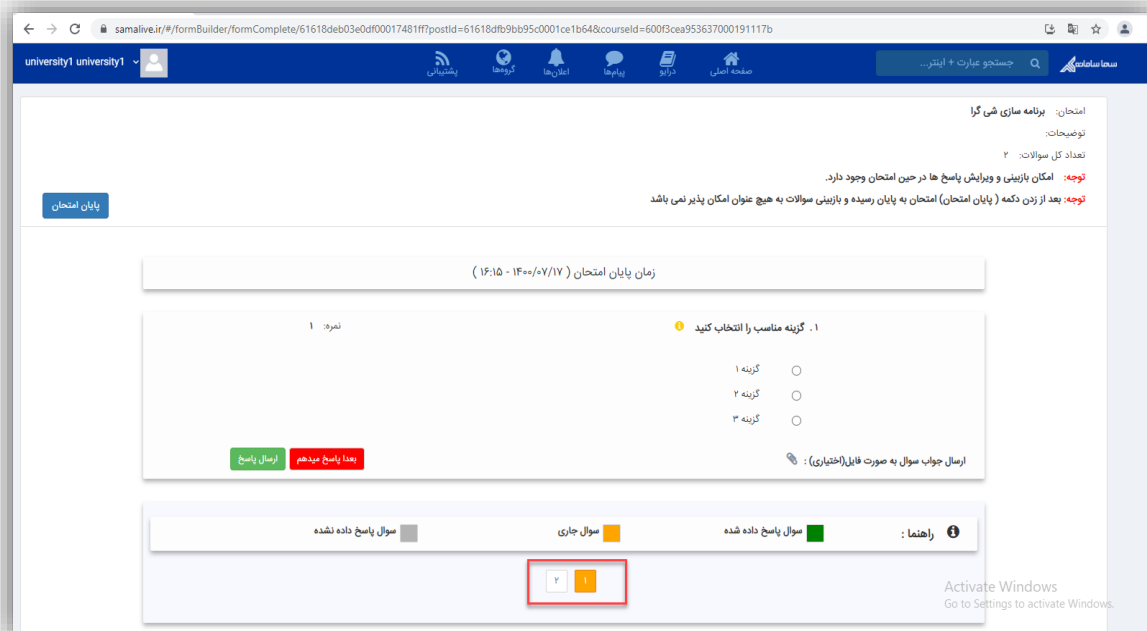 samalive.ir/#/formBuilder/formComplete/61618deb03e0df00017481ff?postId=61618dfb9bb95c0001ce1b64&courseId=600f3cea953637000191117b
university1 university1
صفحه اصلی
درایو
پیام‌ها
اعلان‌ها
گروه‌ها
پشتیبانی
جستجو عبارت + اینتر...
سما سامانه
امتحان: برنامه سازی شی گرا
توضیحات:
تعداد کل سوالات: ۲
توجه: امکان بازبینی و ویرایش پاسخ ها در حین امتحان وجود دارد.
توجه: بعد از زدن دکمه ( پایان امتحان) امتحان به پایان رسیده و بازبینی سوالات به هیچ عنوان امکان پذیر نمی باشد
پایان امتحان
زمان پایان امتحان ( ۱۴۰۰/۰۷/۱۷ - ۱۶:۱۵ )
۱ . گزینه مناسب را انتخاب کنید
نمره: ۱
گزینه ۱
گزینه ۲
گزینه ۳
ارسال جواب سوال به صورت فایل(اختیاری) :
بعدا پاسخ میدهم
ارسال پاسخ
راهنما :
سوال پاسخ داده شده
سوال جاری
سوال پاسخ داده نشده
۱ ۲
Activate Windows
Go to Settings to activate Windows.